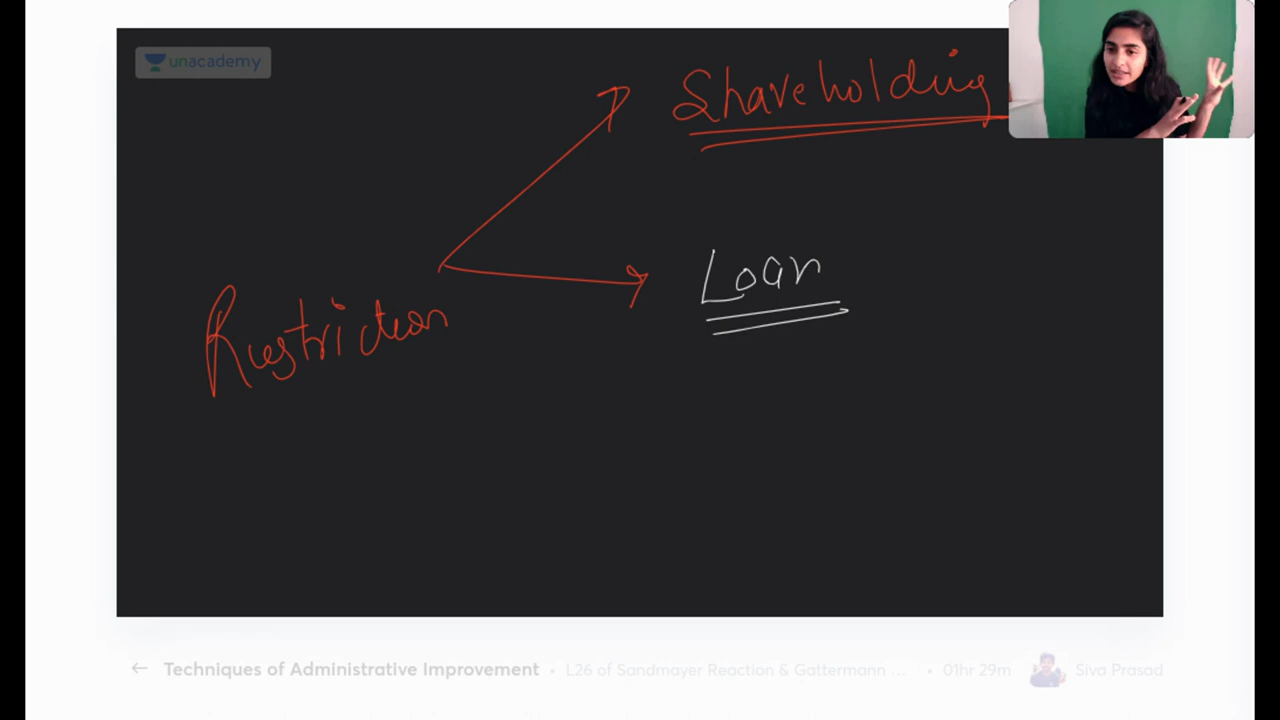 unacademy
Shareholding
Loan
Restriction
Techniques of Administrative Improvement • L26 of Sandmayer Reaction & Gattermann ... • 01hr 29m Siva Prasad